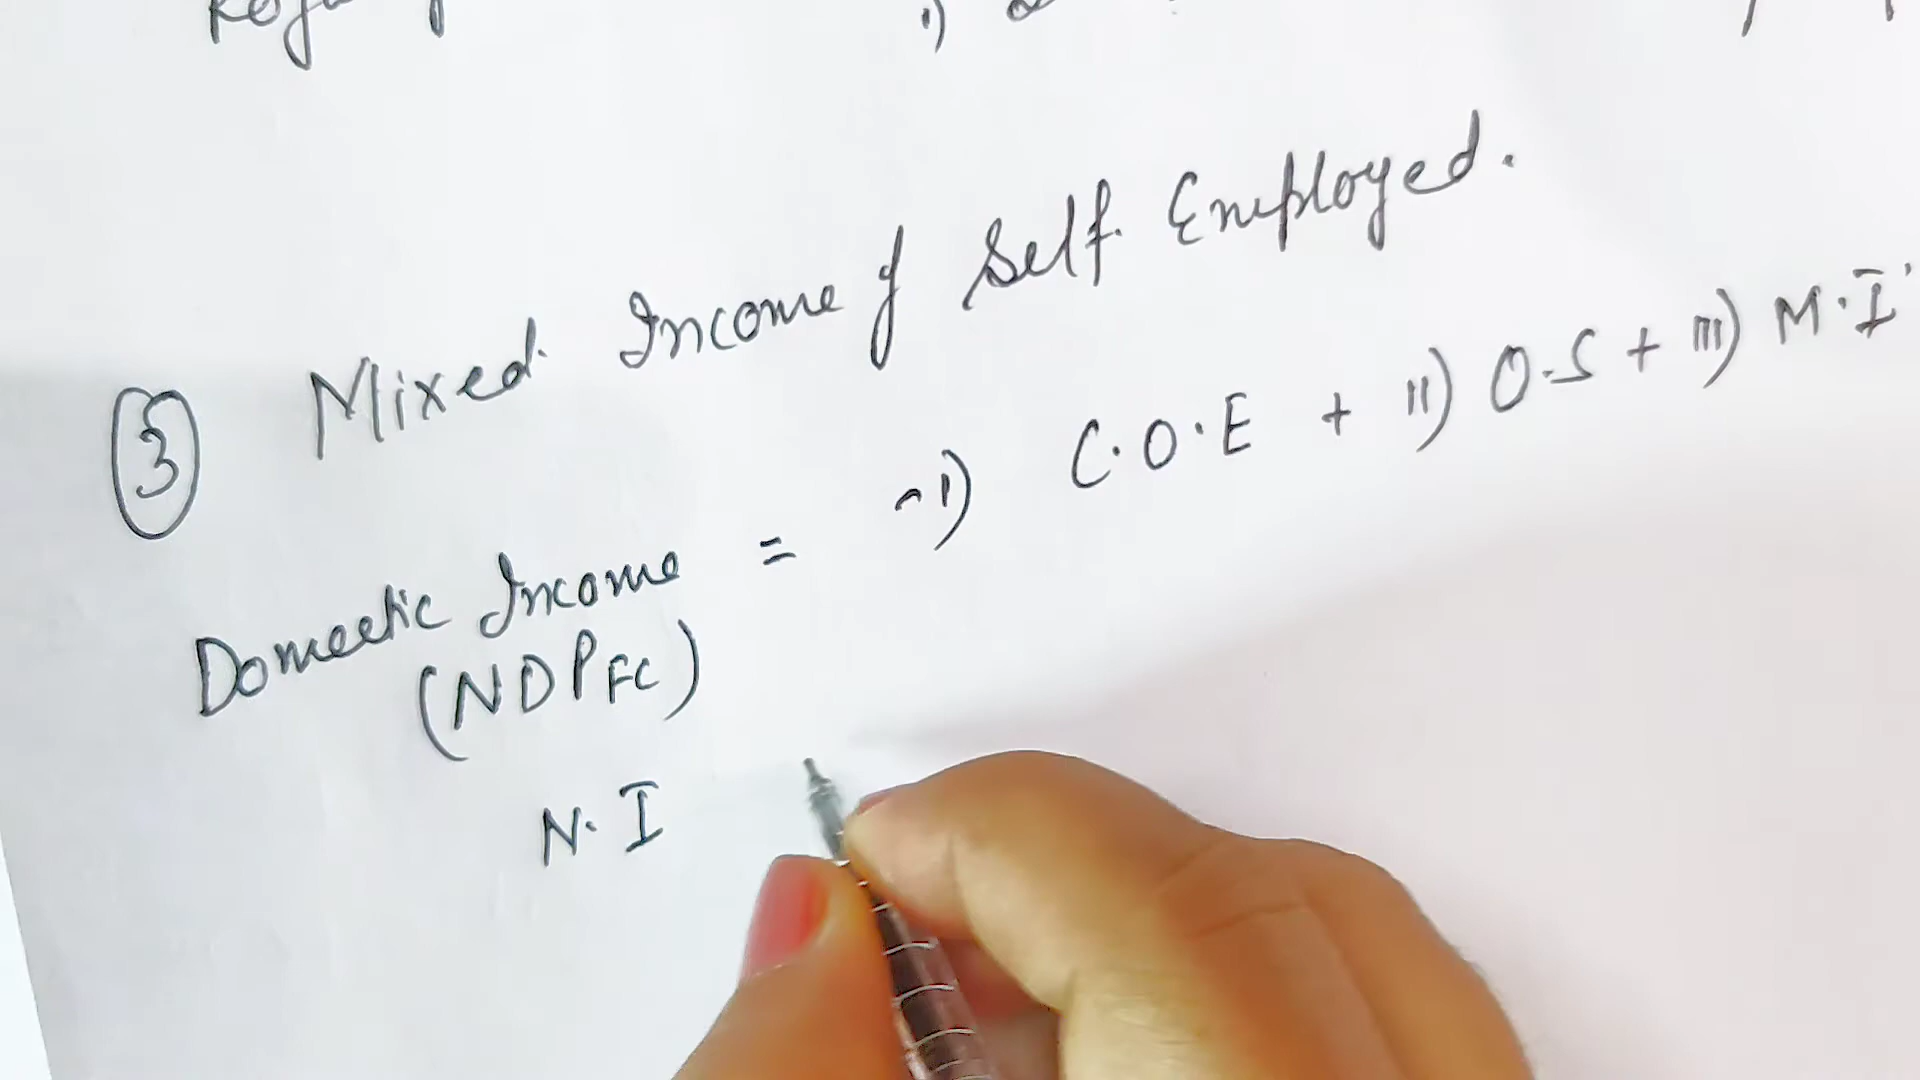 ③ Mixed Income of Self Employed.
Domestic Income = i) C.O.E + ii) O.S + iii) M.I
(NDPFC)
N.I